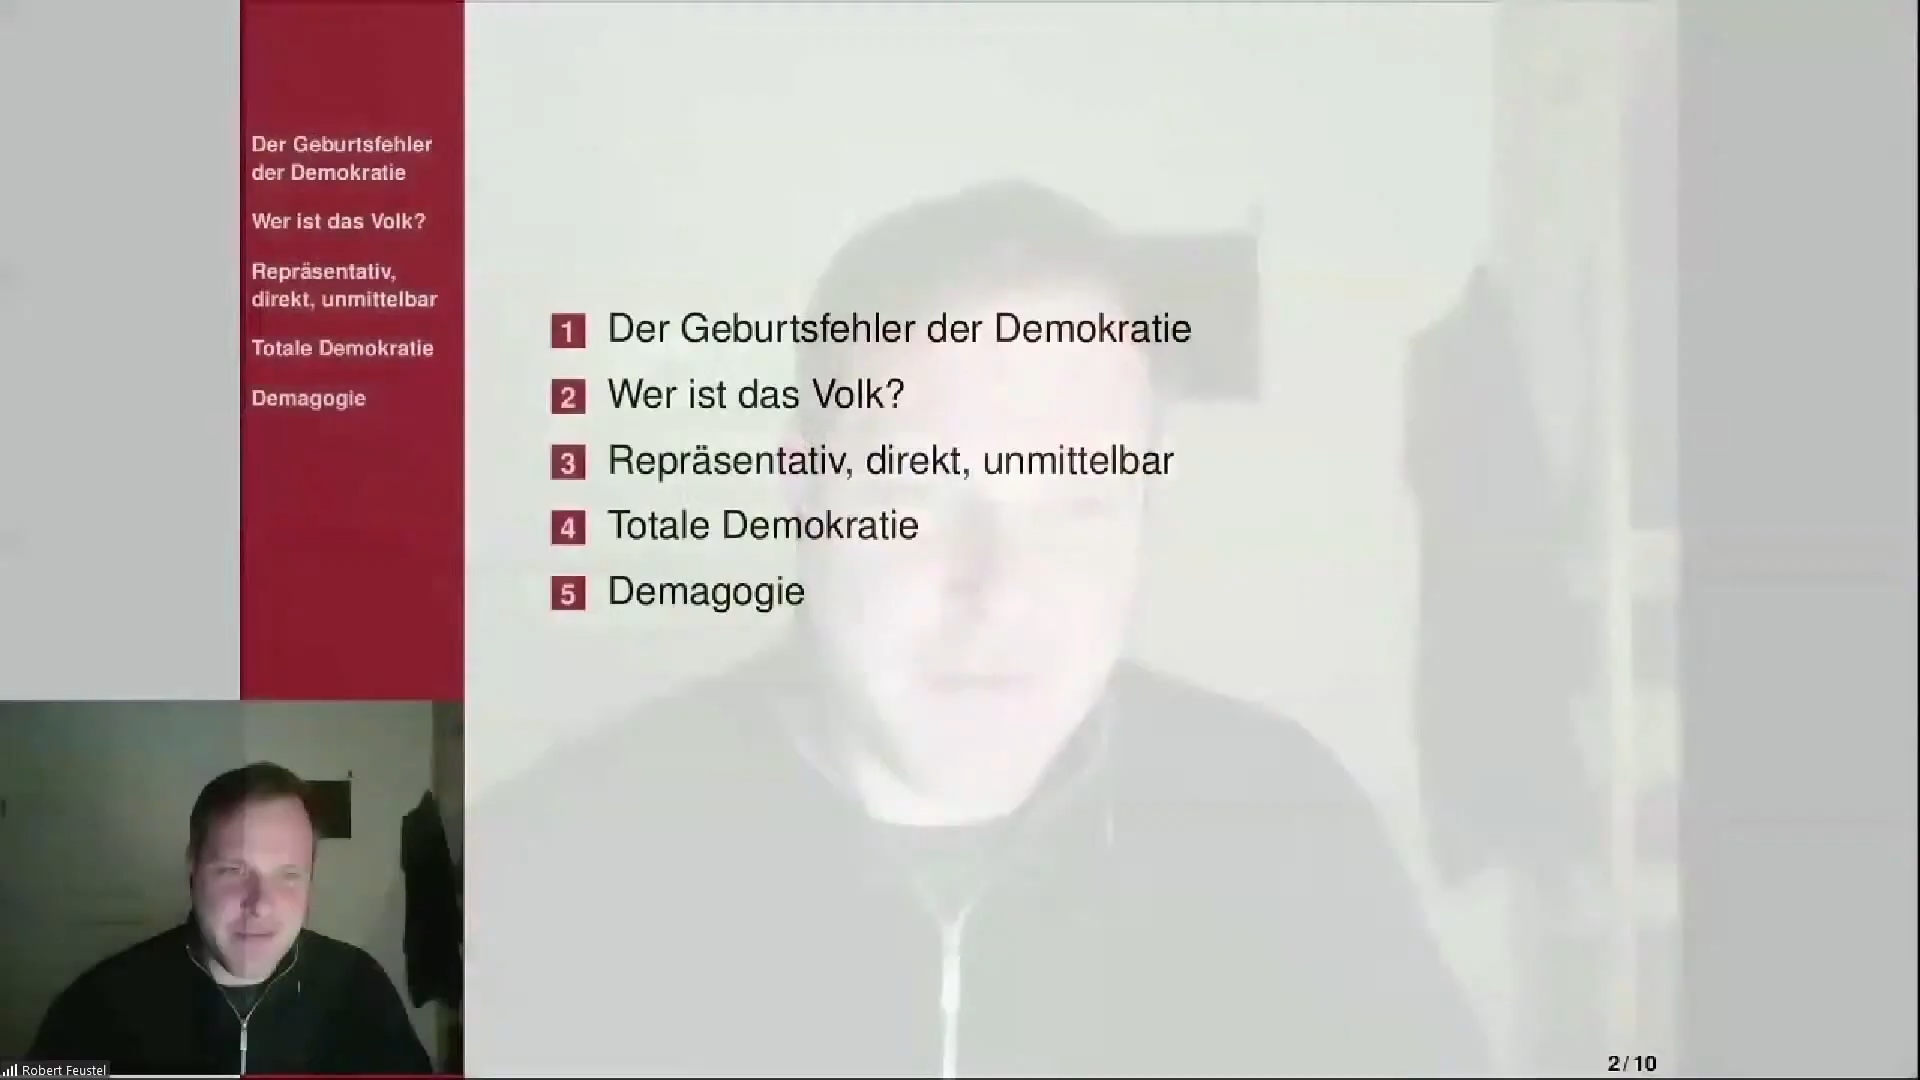 Der Geburtsfehler
der Demokratie
Wer ist das Volk?
Repräsentativ,
direkt, unmittelbar
Totale Demokratie
Demagogie
1 Der Geburtsfehler der Demokratie
2 Wer ist das Volk?
3 Repräsentativ, direkt, unmittelbar
4 Totale Demokratie
5 Demagogie
Robert Feustel
2 / 10